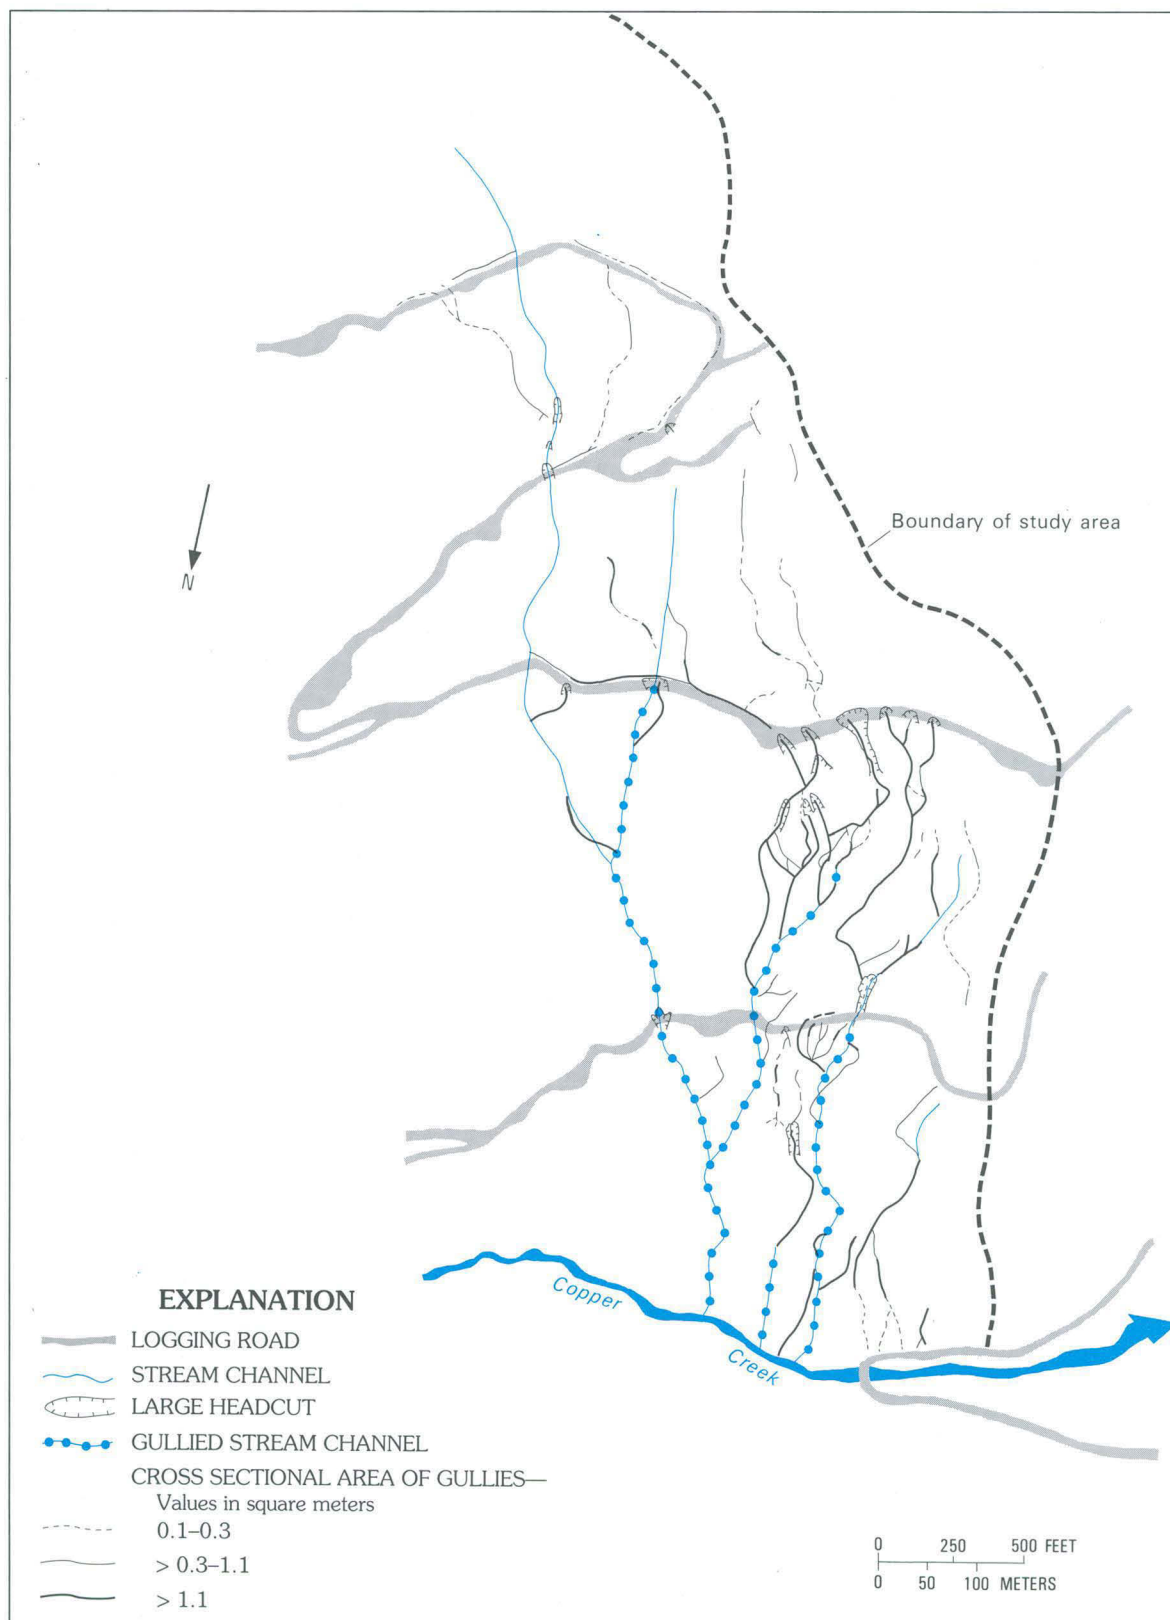 N
Boundary of study area
Copper
Creek
EXPLANATION
LOGGING ROAD
STREAM CHANNEL
LARGE HEADCUT
GULLIED STREAM CHANNEL
CROSS SECTIONAL AREA OF GULLIES—
Values in square meters
0.1–0.3
> 0.3–1.1
> 1.1
0 250 500 FEET
0 50 100 METERS